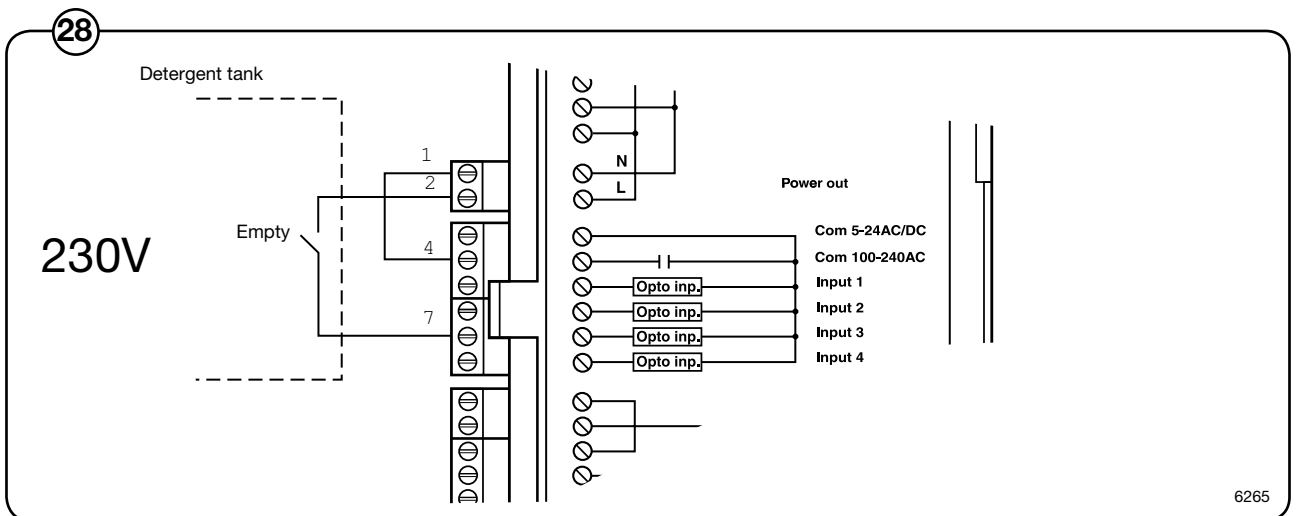 28
Detergent tank
1
2
Empty
230V
4
7
N
L
Power out
Com 5-24AC/DC
Com 100-240AC
Opto inp. Input 1
Opto inp. Input 2
Opto inp. Input 3
Opto inp. Input 4
6265